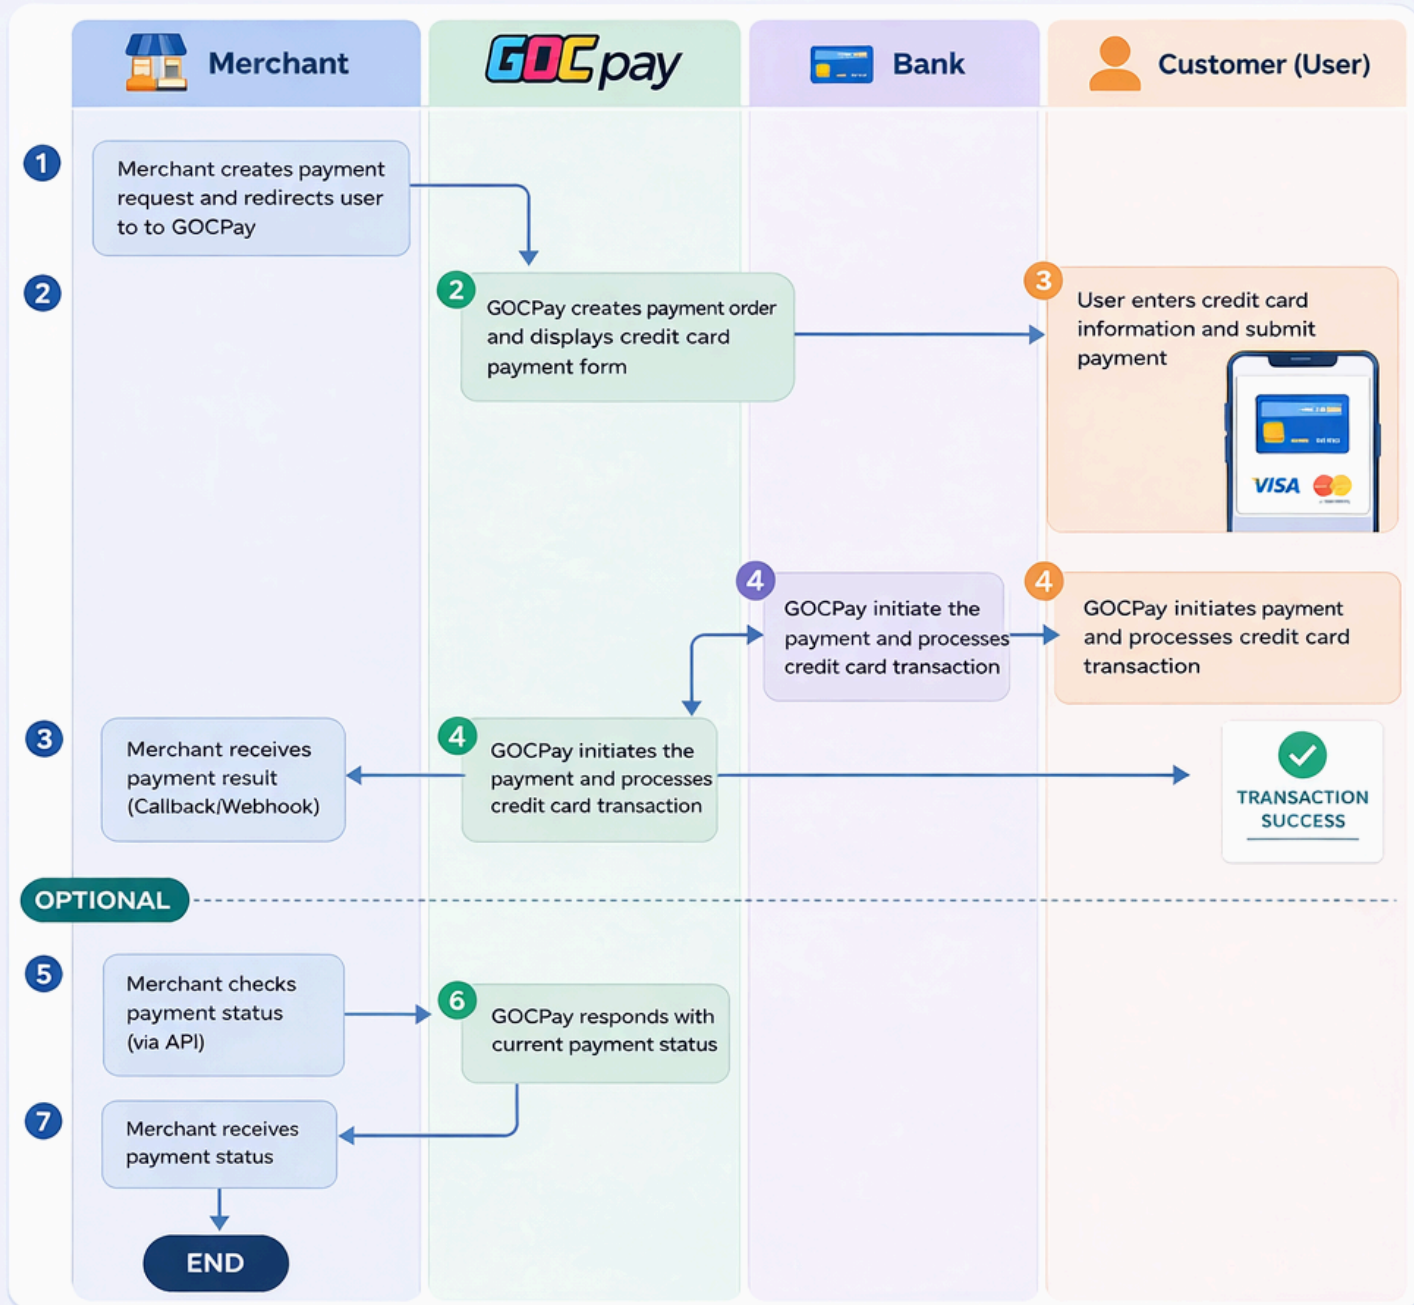 Merchant
GOCpay
Bank
Customer (User)
1
Merchant creates payment
request and redirects user
to to GOCPay
2
2
GOCPay creates payment order
and displays credit card
payment form
3
User enters credit card
information and submit
payment
VISA
4
GOCPay initiate the
payment and processes
credit card transaction
4
GOCPay initiates payment
and processes credit card
transaction
3
Merchant receives
payment resuit
(Callback/Webhook)
4
GOCPay initiates the
payment and processes
credit card transaction
TRANSACTION
SUCCESS
OPTIONAL
5
Merchant checks
payment status
(via API)
6
GOCPay responds with
current payment status
7
Merchant receives
payment status
END